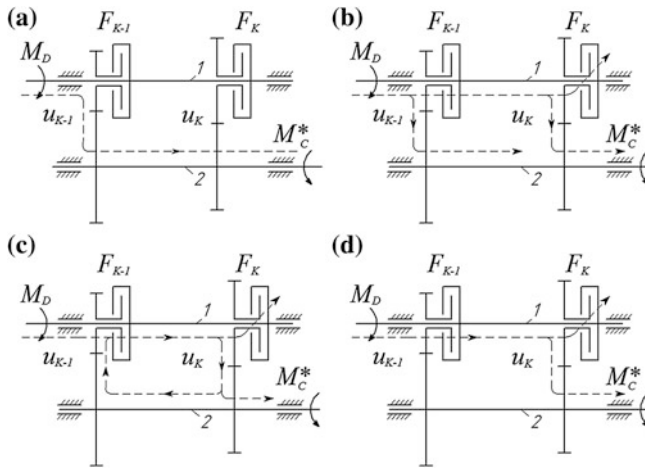 (a) (b)
F_{K-1} F_K F_{K-1} F_K
M_D 1 M_D 1
u_{K-1} u_K M_C^* u_{K-1} u_K M_C^*
2 2
(c) (d)
F_{K-1} F_K F_{K-1} F_K
M_D 1 M_D 1
u_{K-1} u_K M_C^* u_{K-1} u_K M_C^*
2 2